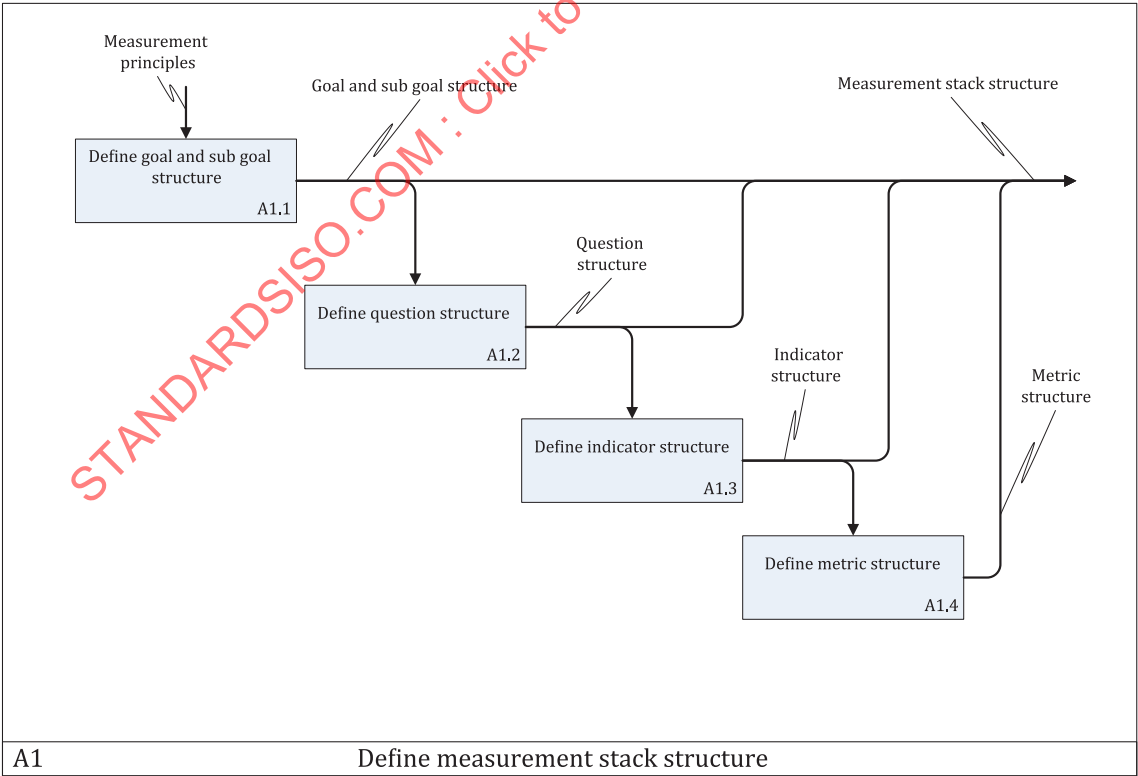 Measurement
principles
Goal and sub goal structure
Measurement stack structure
Define goal and sub goal
structure
A1.1
Question
structure
Define question structure
A1.2
Indicator
structure
Metric
structure
Define indicator structure
A1.3
Define metric structure
A1.4
STANDARDSISO.COM : Click to
A1
Define measurement stack structure